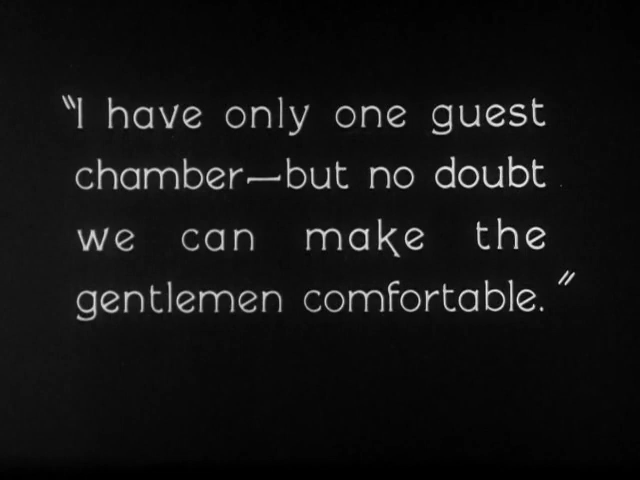 "I have only one guest
chamber—but no doubt
we can make the
gentlemen comfortable."